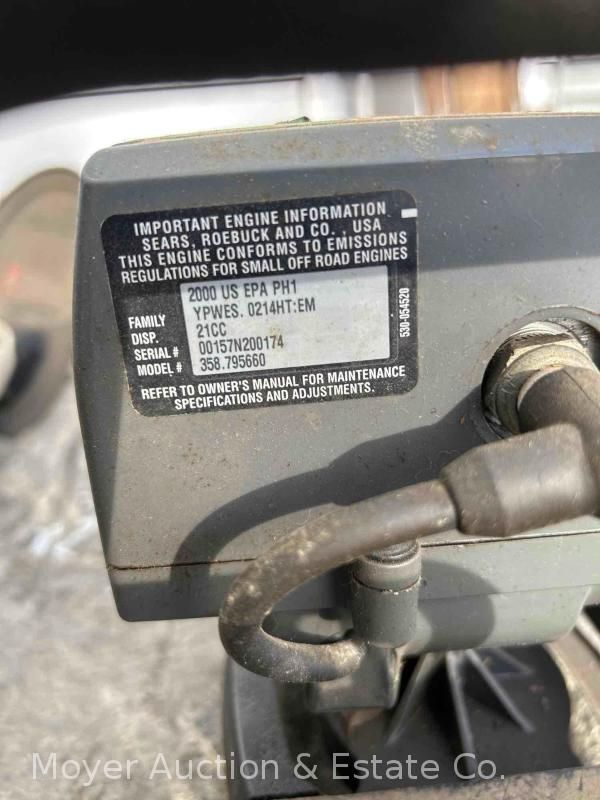 IMPORTANT ENGINE INFORMATION
SEARS, ROEBUCK AND CO., USA
THIS ENGINE CONFORMS TO EMISSIONS
REGULATIONS FOR SMALL OFF ROAD ENGINES
2000 US EPA PH1
FAMILY YPWES. 0214HT:EM
DISP. 21CC
SERIAL # 00157N200174
MODEL # 358.795660
530-054520
REFER TO OWNER'S MANUAL FOR MAINTENANCE
SPECIFICATIONS AND ADJUSTMENTS.
Moyer Auction & Estate Co.